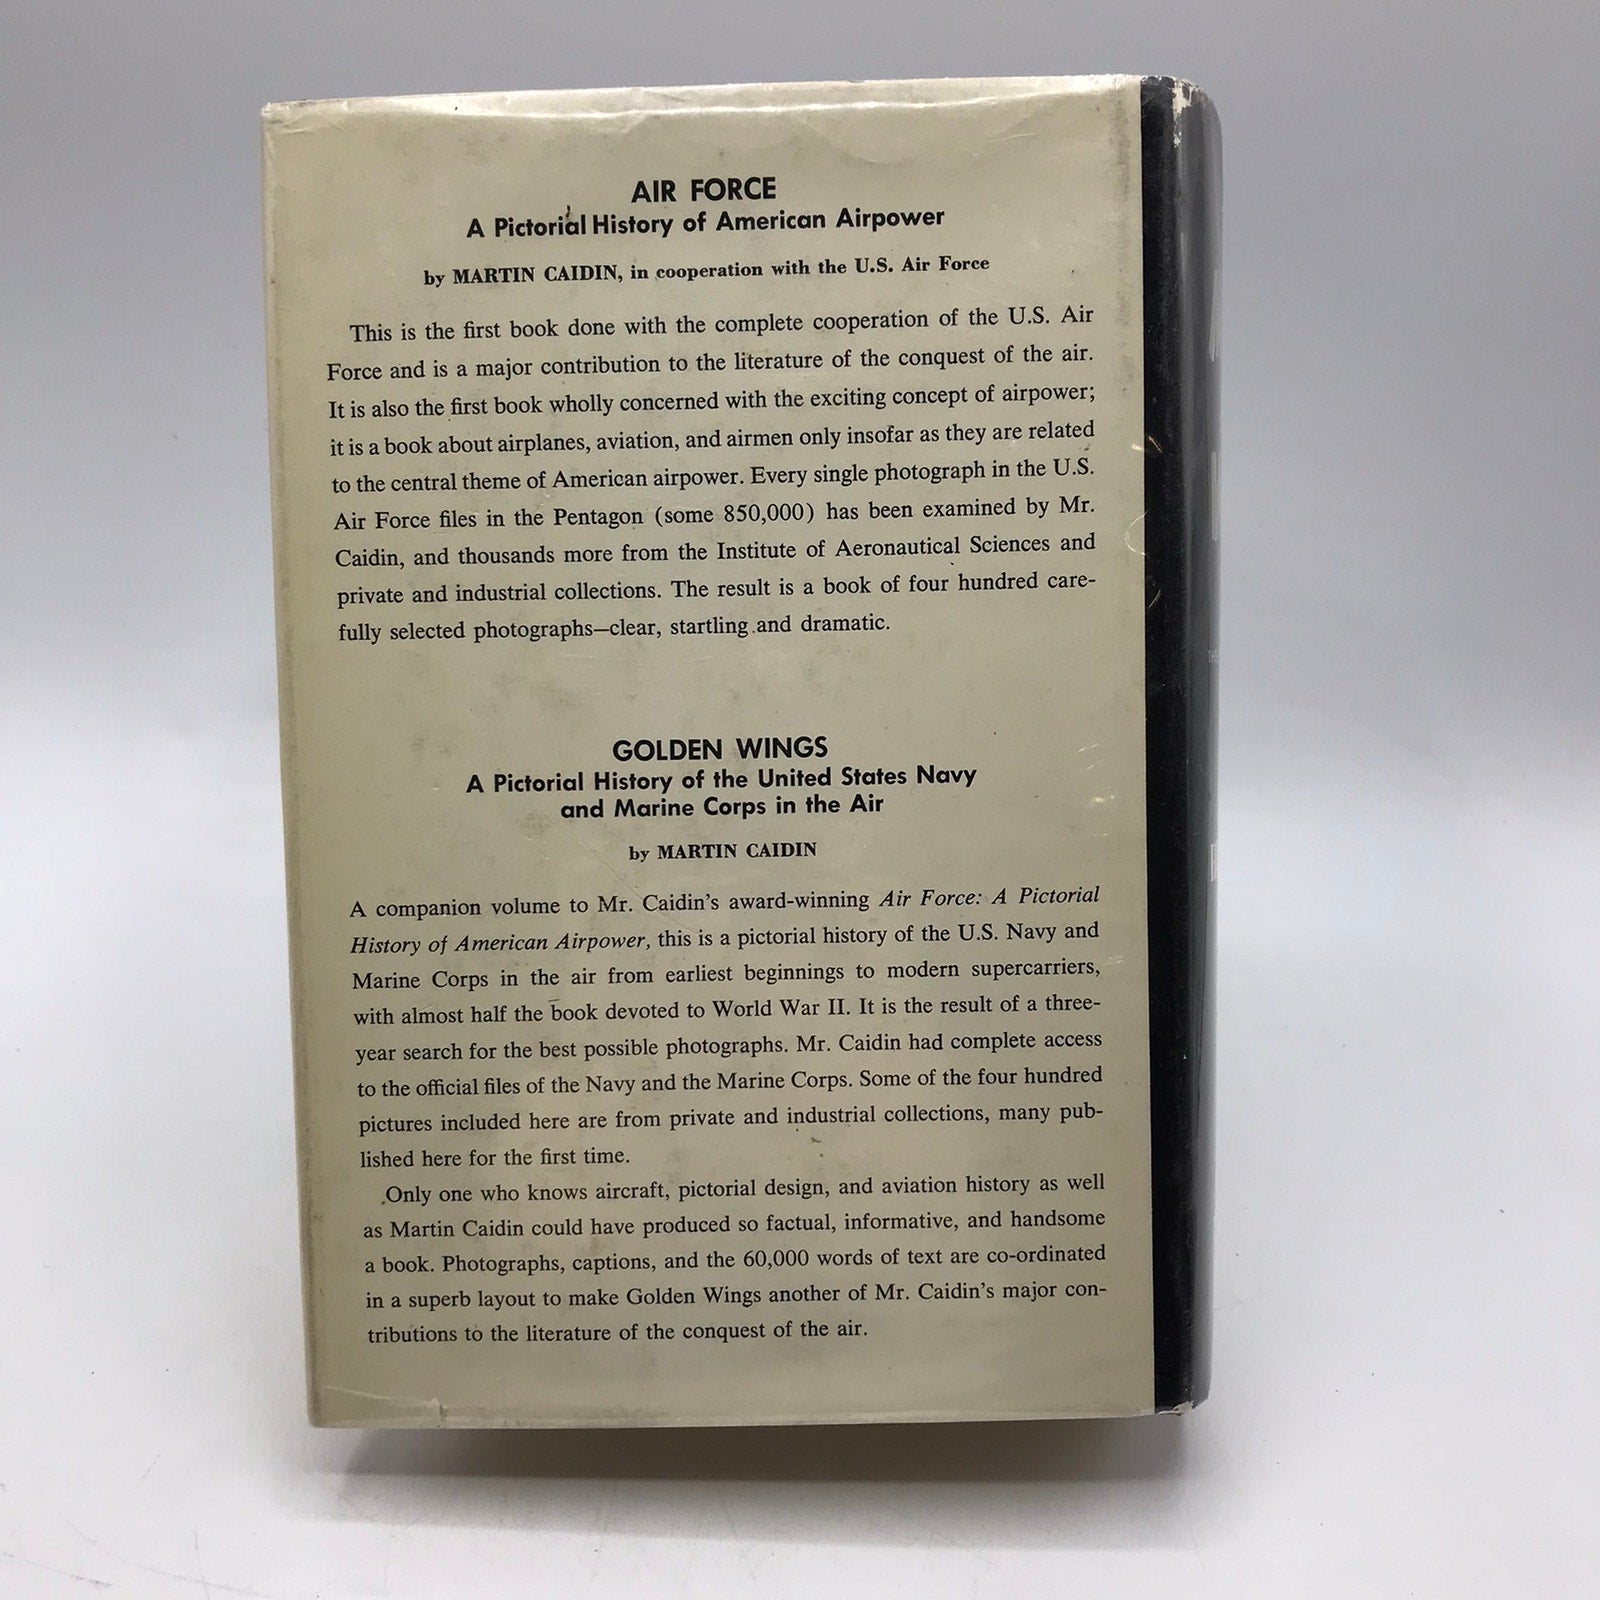 AIR FORCE
A Pictorial History of American Airpower
by MARTIN CAIDIN, in cooperation with the U.S. Air Force
This is the first book done with the complete cooperation of the U.S. Air
Force and is a major contribution to the literature of the conquest of the air.
It is also the first book wholly concerned with the exciting concept of airpower;
it is a book about airplanes, aviation, and airmen only insofar as they are related
to the central theme of American airpower. Every single photograph in the U.S.
Air Force files in the Pentagon (some 850,000) has been examined by Mr.
Caidin, and thousands more from the Institute of Aeronautical Sciences and
private and industrial collections. The result is a book of four hundred care-
fully selected photographs—clear, startling and dramatic.
GOLDEN WINGS
A Pictorial History of the United States Navy
and Marine Corps in the Air
by MARTIN CAIDIN
A companion volume to Mr. Caidin's award-winning Air Force: A Pictorial
History of American Airpower, this is a pictorial history of the U.S. Navy and
Marine Corps in the air from earliest beginnings to modern supercarriers,
with almost half the book devoted to World War II. It is the result of a three-
year search for the best possible photographs. Mr. Caidin had complete access
to the official files of the Navy and the Marine Corps. Some of the four hundred
pictures included here are from private and industrial collections, many pub-
lished here for the first time.
Only one who knows aircraft, pictorial design, and aviation history as well
as Martin Caidin could have produced so factual, informative, and handsome
a book. Photographs, captions, and the 60,000 words of text are co-ordinated
in a superb layout to make Golden Wings another of Mr. Caidin's major con-
tributions to the literature of the conquest of the air.